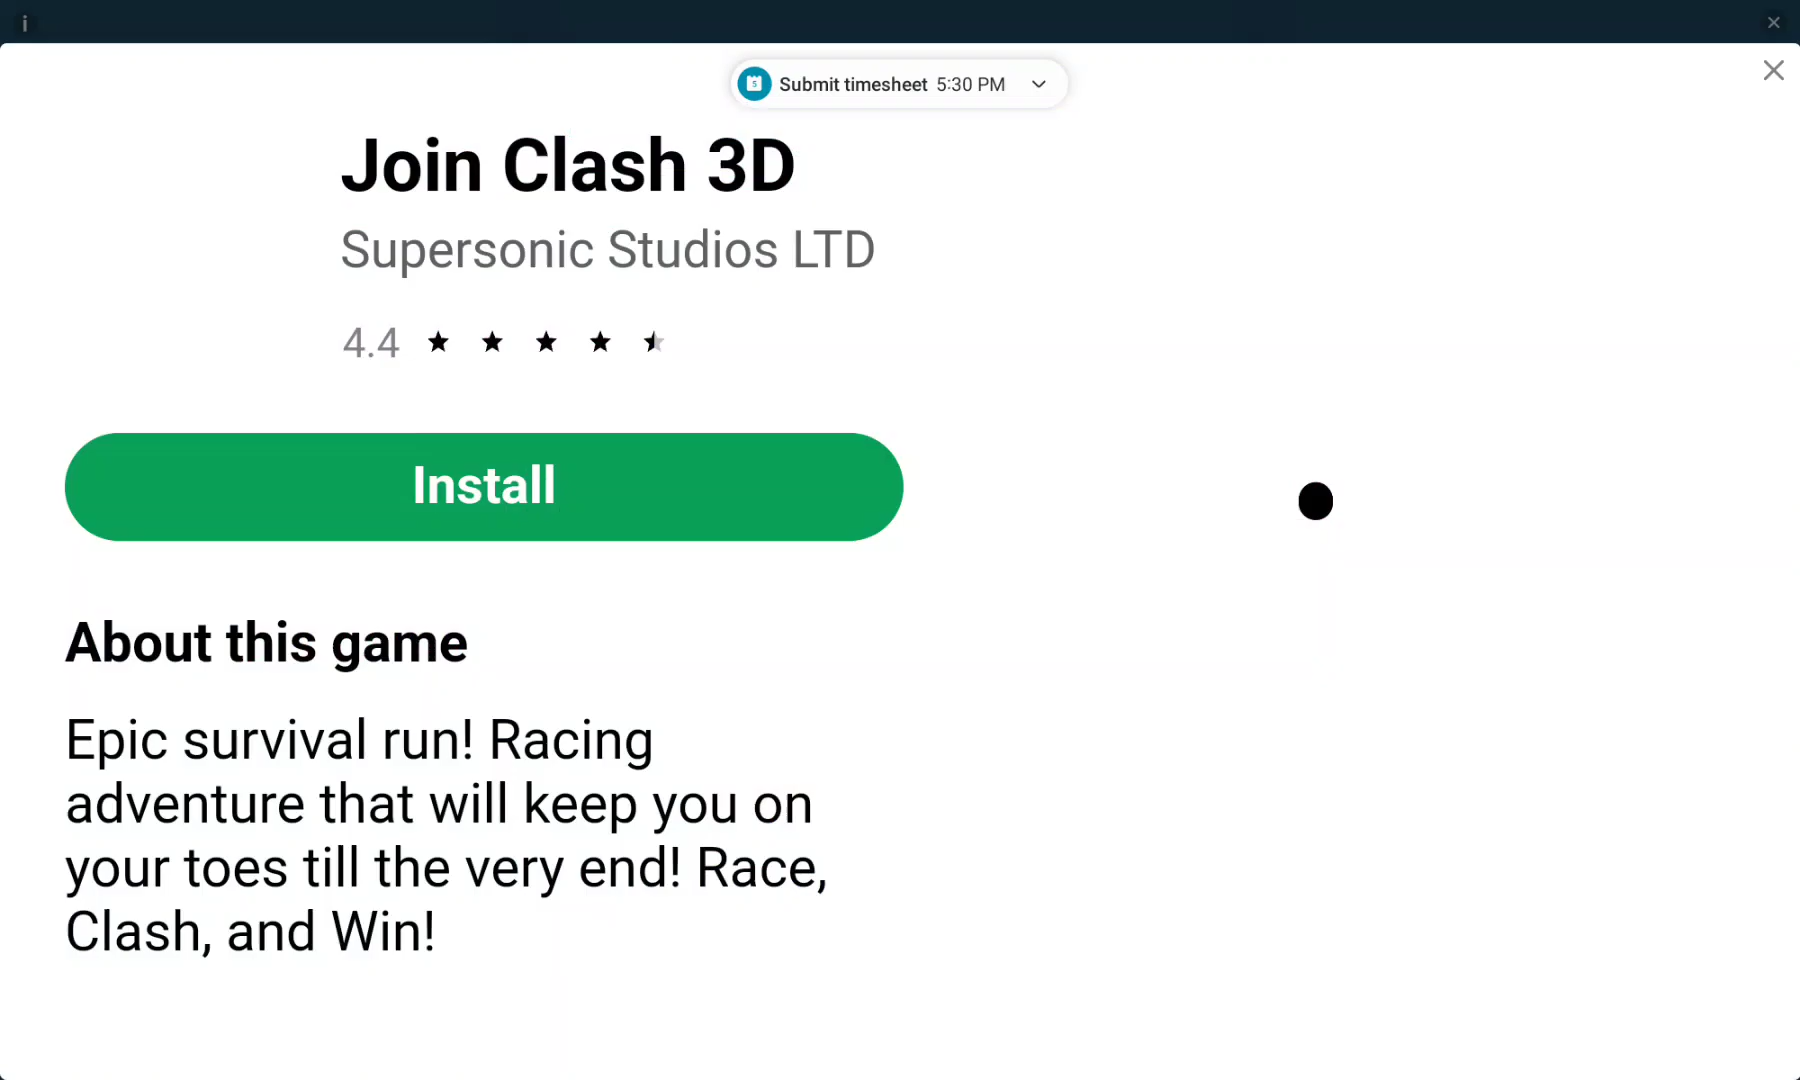 Submit timesheet 5:30 PM
Join Clash 3D
Supersonic Studios LTD
4.4
Install
About this game
Epic survival run! Racing
adventure that will keep you on
your toes till the very end! Race,
Clash, and Win!